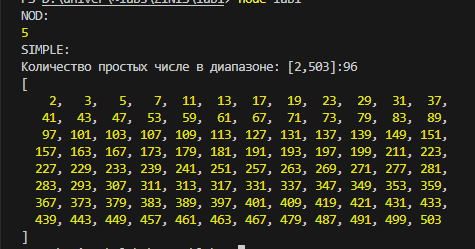 NOD:
5
SIMPLE:
Количество простых числе в диапазоне: [2,503]:96
[
2, 3, 5, 7, 11, 13, 17, 19, 23, 29, 31, 37,
41, 43, 47, 53, 59, 61, 67, 71, 73, 79, 83, 89,
97, 101, 103, 107, 109, 113, 127, 131, 137, 139, 149, 151,
157, 163, 167, 173, 179, 181, 191, 193, 197, 199, 211, 223,
227, 229, 233, 239, 241, 251, 257, 263, 269, 271, 277, 281,
283, 293, 307, 311, 313, 317, 331, 337, 347, 349, 353, 359,
367, 373, 379, 383, 389, 397, 401, 409, 419, 421, 431, 433,
439, 443, 449, 457, 461, 463, 467, 479, 487, 491, 499, 503
]